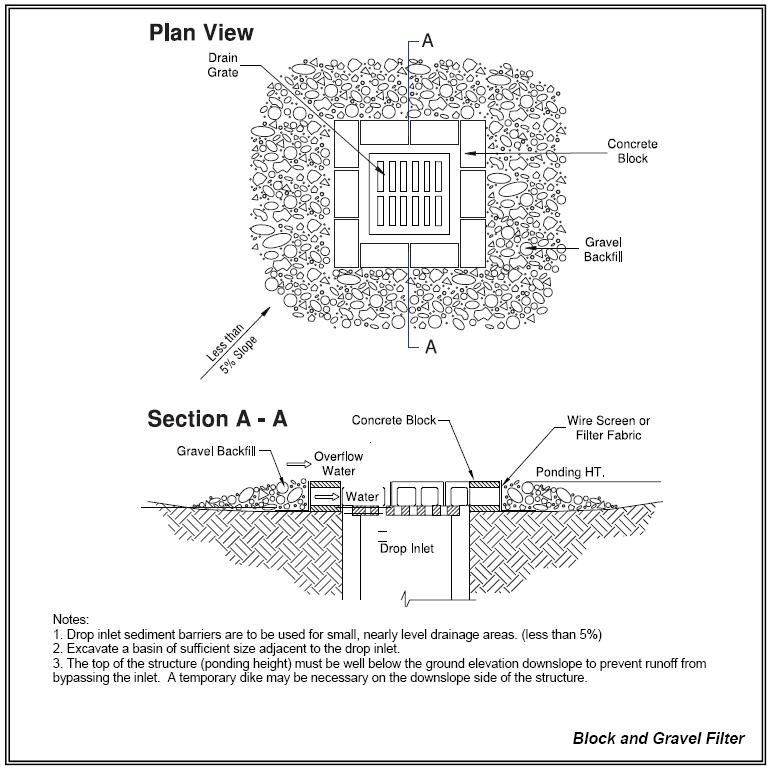 Plan View
A
Drain
Grate
Concrete
Block
Gravel
Backfill
A
Less than
5% Slope
Section A - A
Concrete Block
Wire Screen or
Filter Fabric
Gravel Backfill
Overflow
Water
Ponding HT.
Water
Drop Inlet
Notes:
1. Drop inlet sediment barriers are to be used for small, nearly level drainage areas. (less than 5%)
2. Excavate a basin of sufficient size adjacent to the drop inlet.
3. The top of the structure (ponding height) must be well below the ground elevation downslope to prevent runoff from
bypassing the inlet. A temporary dike may be necessary on the downslope side of the structure.
Block and Gravel Filter